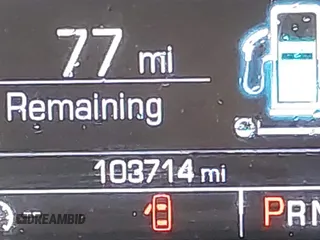 77 mi
Remaining
103714 mi
DREAMBID
PRN